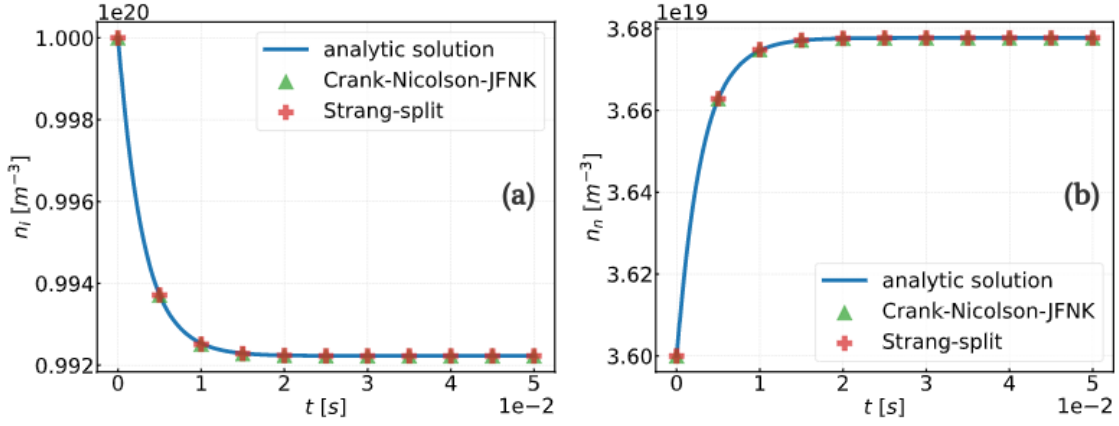 1e20
1.000
0.998
0.996
0.994
0.992
n_i [m^{-3}]
analytic solution
Crank-Nicolson-JFNK
Strang-split
(a)
0 1 2 3 4 5
t [s]
1e−2
1e19
3.68
3.66
3.64
3.62
3.60
n_n [m^{-3}]
(b)
analytic solution
Crank-Nicolson-JFNK
Strang-split
0 1 2 3 4 5
t [s]
1e−2